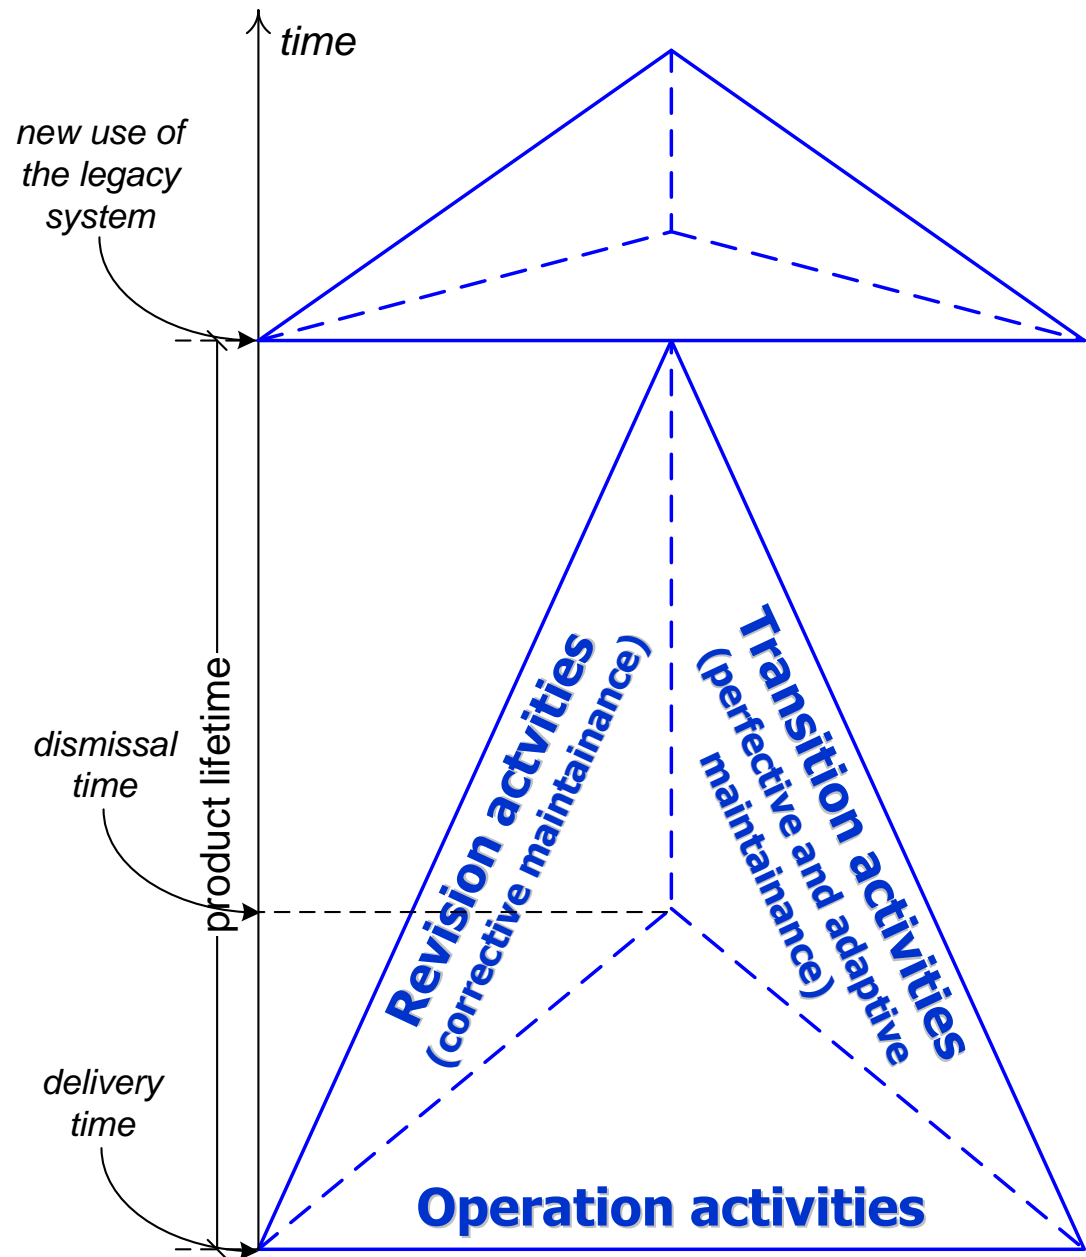 time
new use of
the legacy
system
product lifetime
Revision actvities
(corrective maintainance)
Transition activities
(perfective and adaptive
maintainance)
dismissal
time
delivery
time
Operation activities